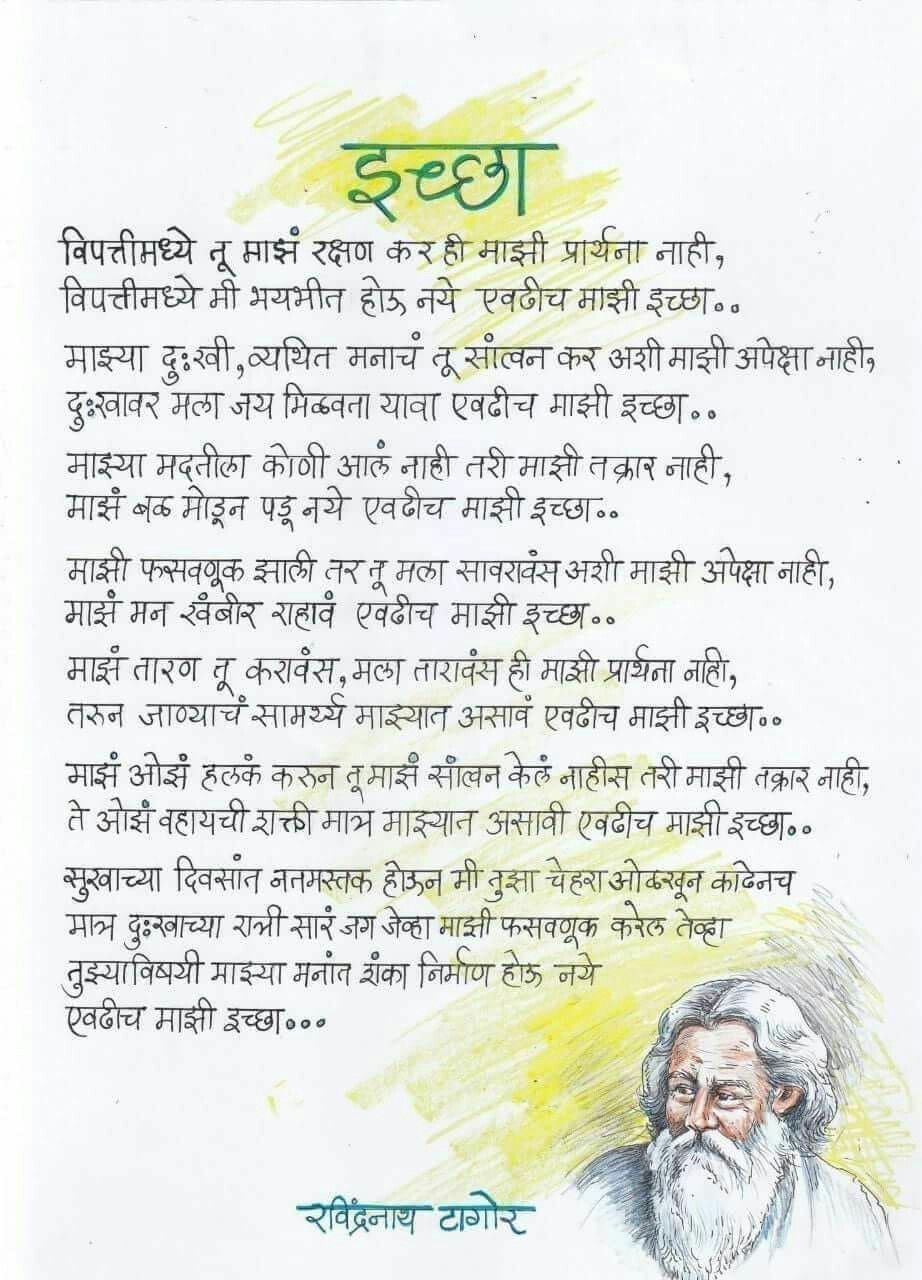 इच्छा
विपत्तीमध्ये तू माझं रक्षण कर ही माझी प्रार्थना नाही,
विपत्तीमध्ये मी भयभीत होऊ नये एवढीच माझी इच्छा..
माझ्या दुःखी, व्यथित मनाचं तू सांत्वन कर अशी माझी अपेक्षा नाही,
दुःखावर मला जय मिळवता यावा एवढीच माझी इच्छा..
माझ्या मदतीला कोणी आलं नाही तरी माझी तक्रार नाही,
माझं बळ मोडून पडू नये एवढीच माझी इच्छा..
माझी फसवणूक झाली तर तू मला सावरावंस अशी माझी अपेक्षा नाही,
माझं मन खंबीर राहावं एवढीच माझी इच्छा..
माझं तारण तू करावंस, मला तारावंस ही माझी प्रार्थना नाही,
तरुन जाण्याचं सामर्थ्य माझ्यात असावं एवढीच माझी इच्छा..
माझं ओझं हलकं करुन तू माझं सांत्वन केलं नाहीस तरी माझी तक्रार नाही,
ते ओझं वहायची शक्ती मात्र माझ्यात असावी एवढीच माझी इच्छा..
सुखाच्या दिवसांत नतमस्तक होऊन मी तुझा चेहरा ओळखून काढेनच
मात्र दुःखाच्या रात्री सारं जग जेव्हा माझी फसवणूक करेल तेव्हा
तुझ्याविषयी माझ्या मनांत शंका निर्माण होऊ नये
एवढीच माझी इच्छा...
रविंद्रनाथ टागोर